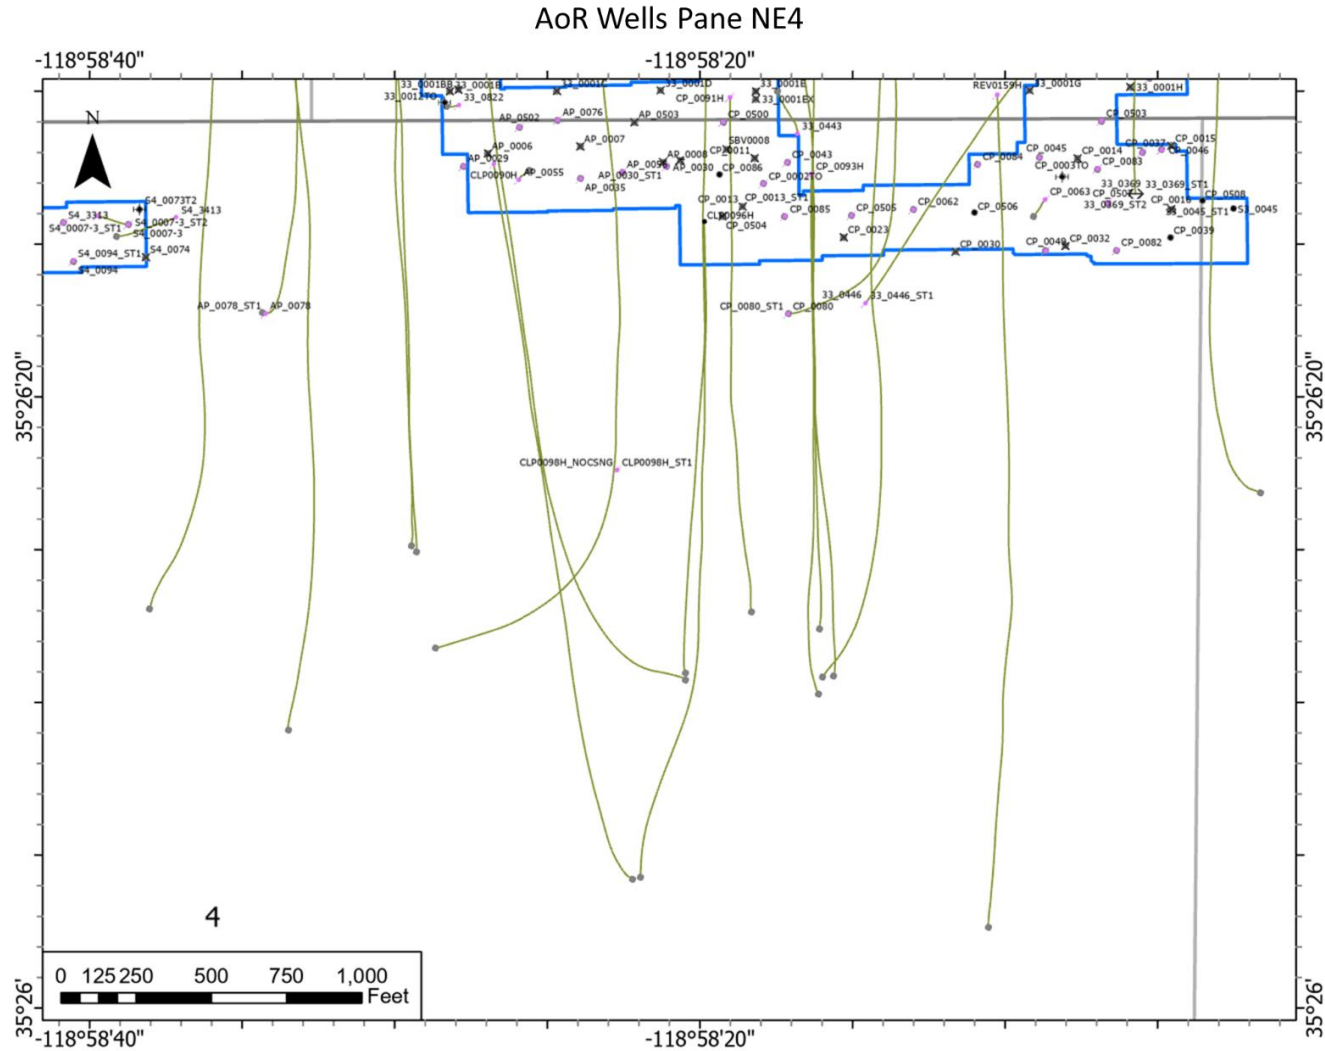 AoR Wells Pane NE4
-118°58'40" -118°58'20"
33_0001BB 33_0001B 33_0001C 33_0001D 33_0001E 33_0001G 33_0001H
33_0012TO 33_0822 CP_0091H 33_0001EX REV0159H
N AP_0502 AP_0076 AP_0503 CP_0500 33_0443 CP_0503
AP_0006 AP_0007 SBV0008 CP_0015
AP_0029 AP_0008 CP_0043 CP_0084 CP_0045 CP_0014 CP_0037 CP_0046
CLP0090H AP_0055 AP_0030_ST1 AP_0030 CP_0086 CP_0093H CP_0003TO CP_0083
AP_0035 CP_0002TO 33_0369 33_0369_ST1
S4_0073T2 CP_0013 CP_0013_ST1 CP_0062 CP_0063 CP_0508
S4_3313 S4_3413 CP_0085 CP_0505 CP_0506 33_0369_ST2 33_0045_ST1
S4_0007-3_ST1 S4_0007-3_ST2 CP_0504
S4_0007-3 CP_0023 CP_0039
S4_0094_ST1 S4_0074 CP_0030 CP_0032 CP_0082
S4_0094
AP_0078_ST1 AP_0078 CP_0080_ST1 CP_0080 33_0446 33_0446_ST1
35°26'20" 35°26'20"
CLP0098H_NOCSNG CLP0098H_ST1
4
0 125 250 500 750 1,000
Feet
35°26' 35°26'
-118°58'40" -118°58'20"